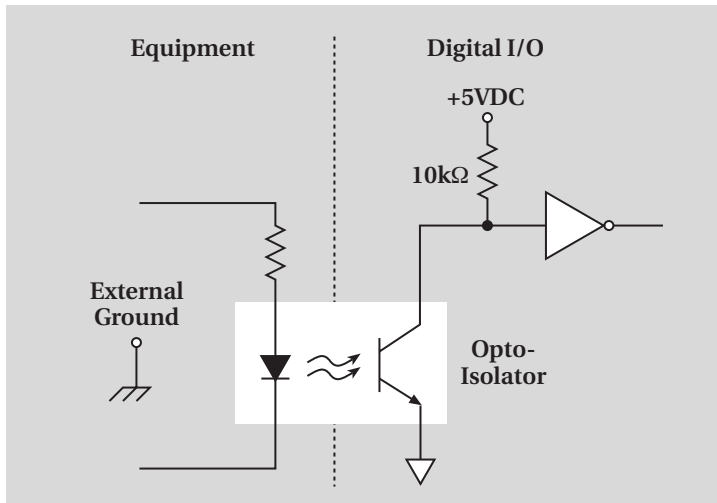 Equipment
Digital I/O
+5VDC
10kΩ
External
Ground
Opto-
Isolator